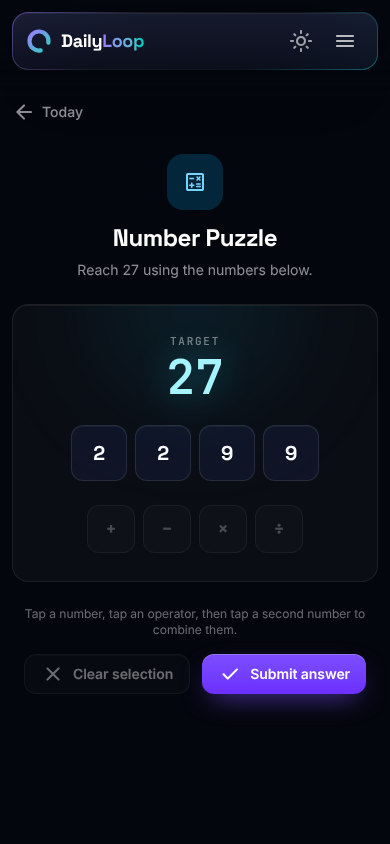 DailyLoop
Today
Number Puzzle
Reach 27 using the numbers below.
TARGET
27
2 2 9 9
+ − × ÷
Tap a number, tap an operator, then tap a second number to
combine them.
Clear selection Submit answer